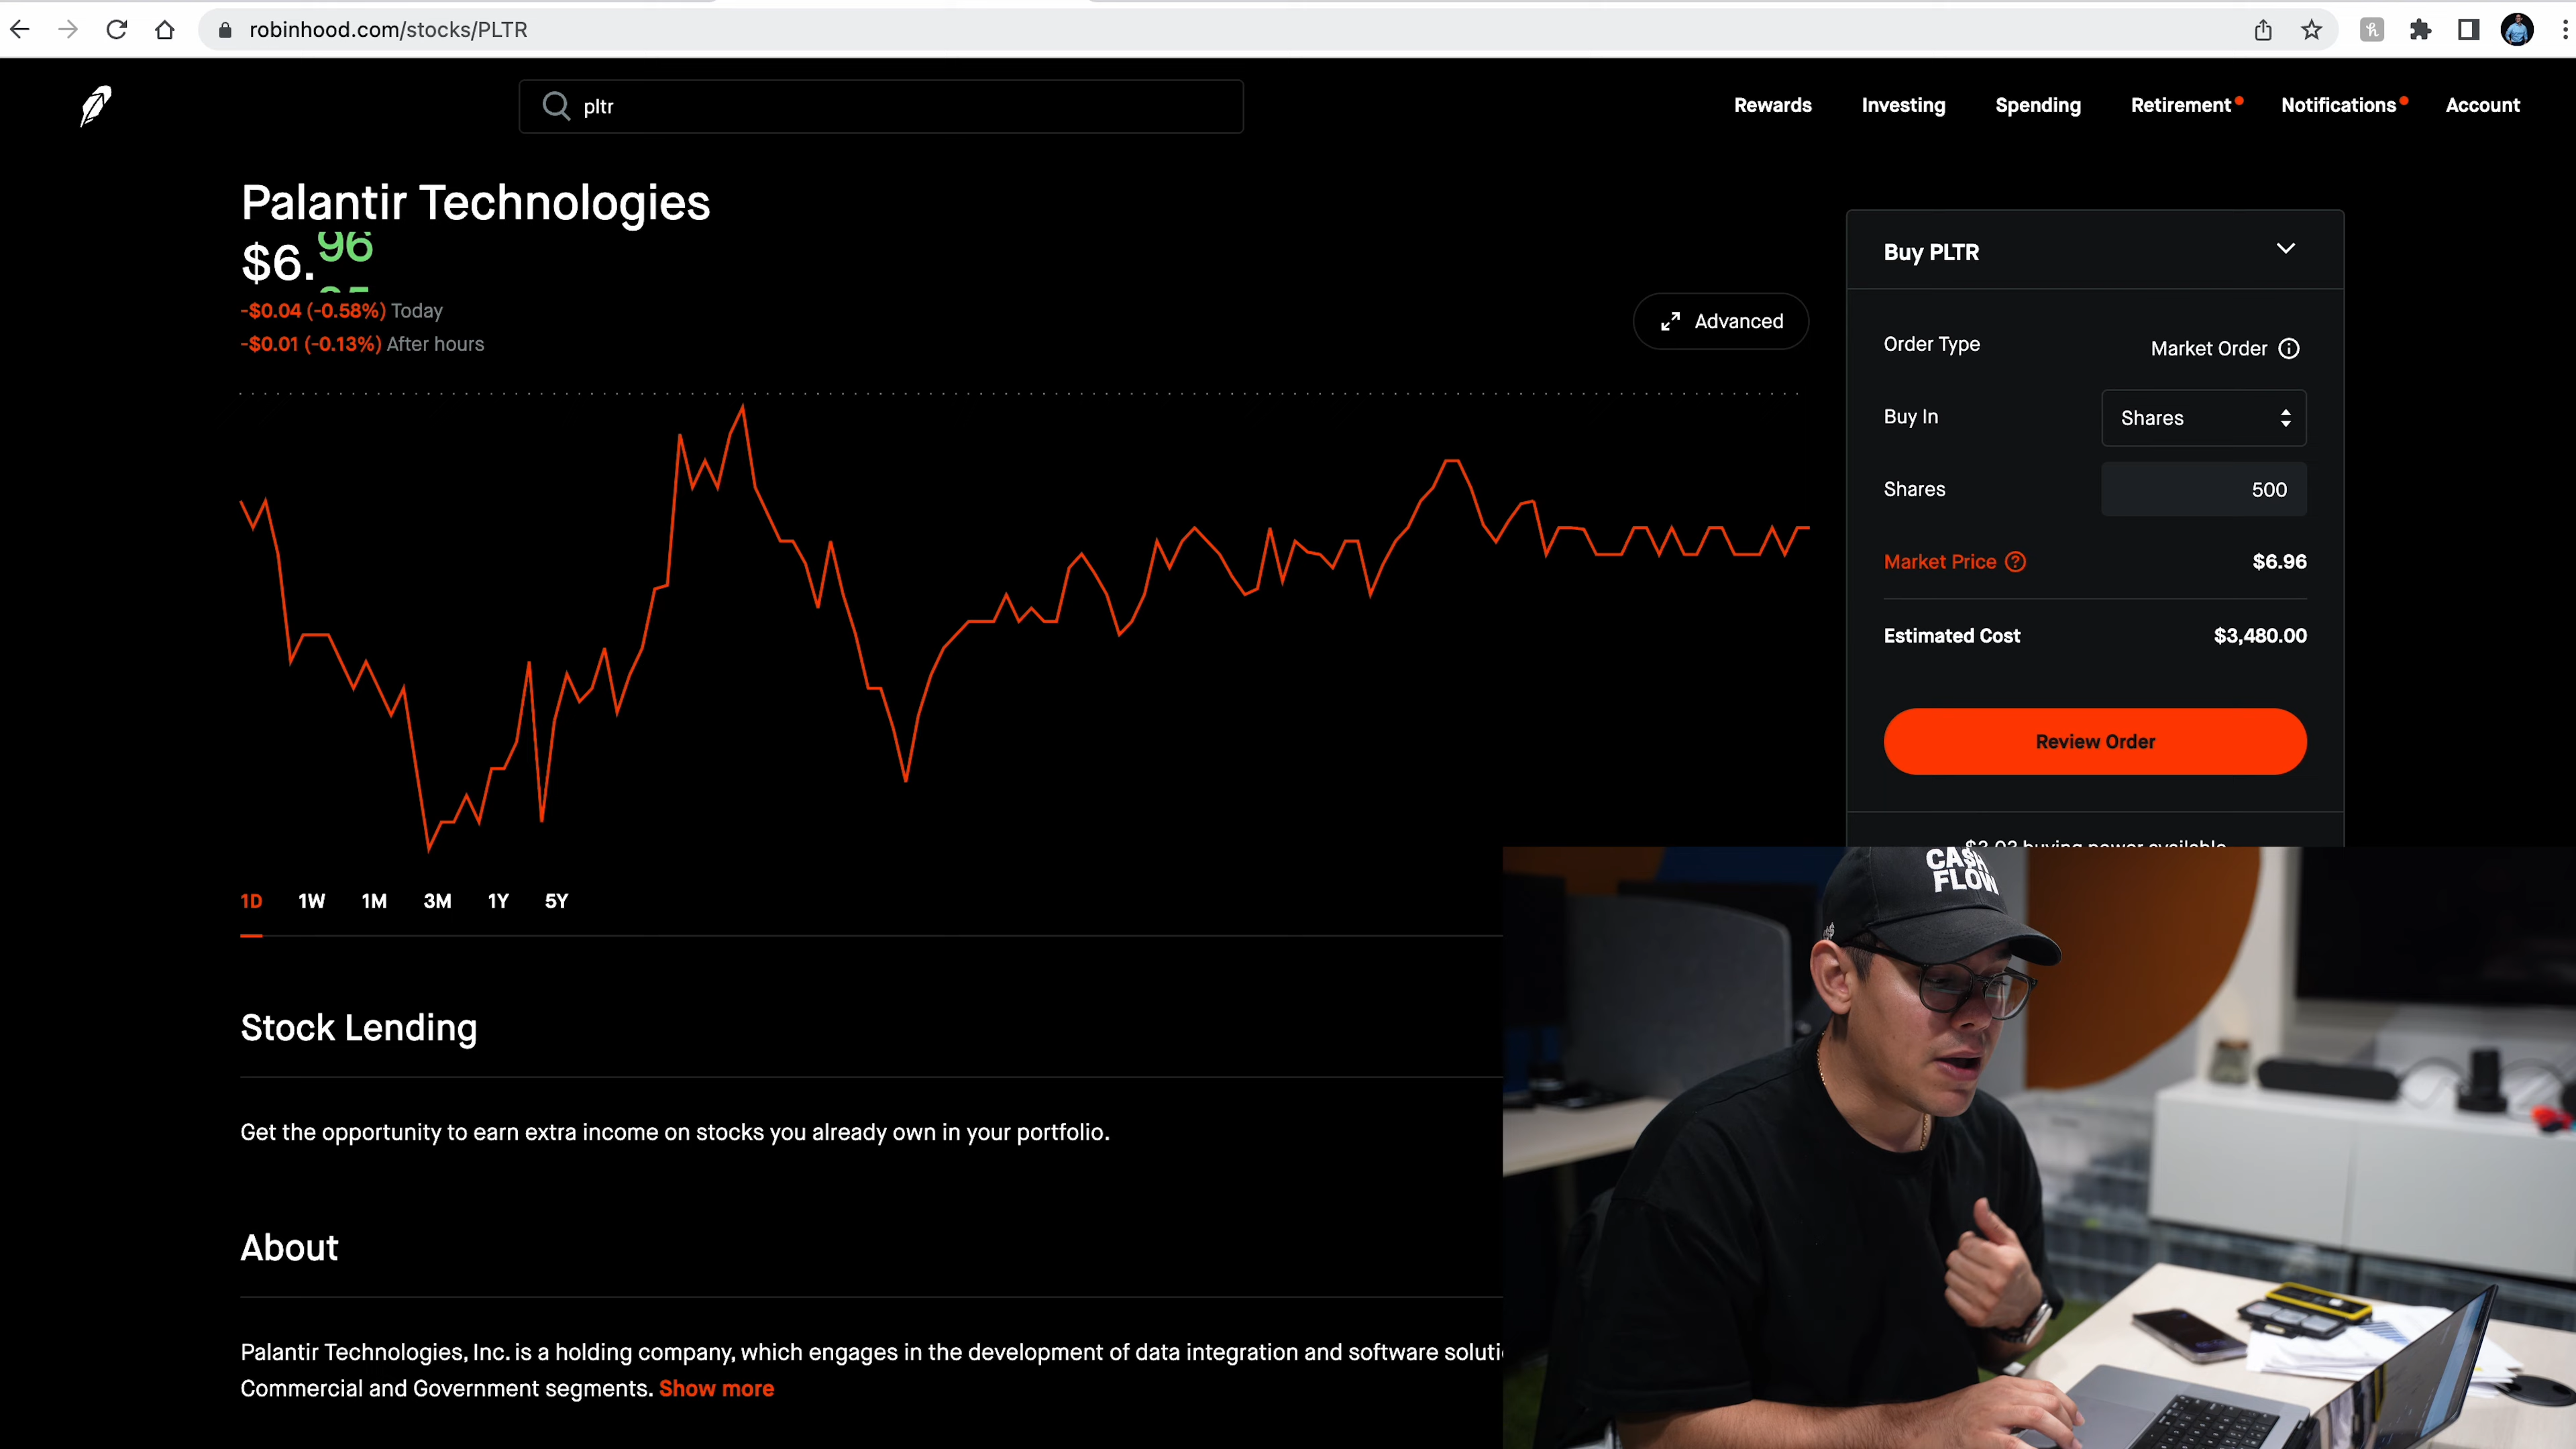 robinhood.com/stocks/PLTR
pltr
Rewards
Investing
Spending
Retirement
Notifications
Account
Palantir Technologies
$6.96
-$0.04 (-0.58%) Today
-$0.01 (-0.13%) After hours
Advanced
Buy PLTR
Order Type
Market Order
Buy In
Shares
Shares
500
Market Price
$6.96
Estimated Cost
$3,480.00
Review Order
buying power available
1D
1W
1M
3M
1Y
5Y
Stock Lending
Get the opportunity to earn extra income on stocks you already own in your portfolio.
About
Palantir Technologies, Inc. is a holding company, which engages in the development of data integration and software soluti
Commercial and Government segments. Show more
CASH
FLOW